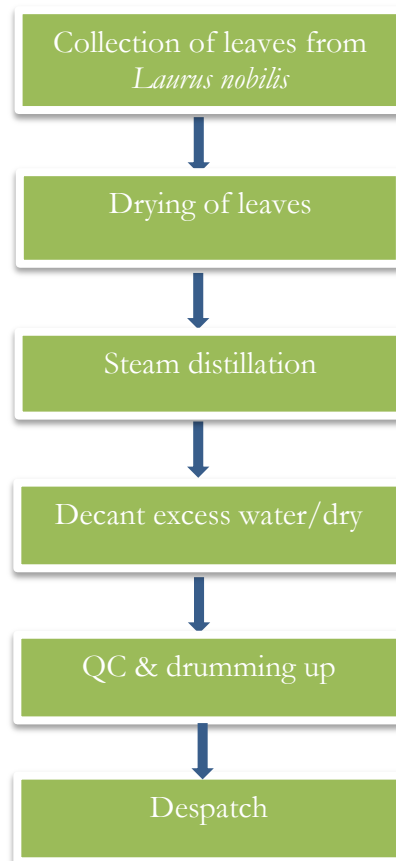 Collection of leaves from
Laurus nobilis
Drying of leaves
Steam distillation
Decant excess water/dry
QC & drumming up
Despatch